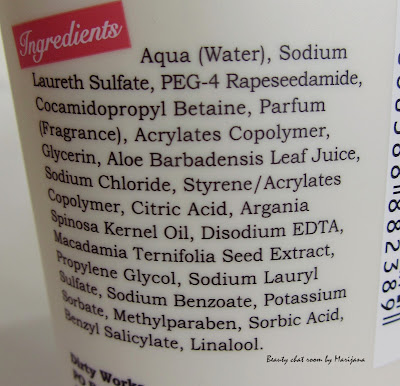 Ingredients
Aqua (Water), Sodium
Laureth Sulfate, PEG-4 Rapeseedamide,
Cocamidopropyl Betaine, Parfum
(Fragrance), Acrylates Copolymer,
Glycerin, Aloe Barbadensis Leaf Juice,
Sodium Chloride, Styrene/Acrylates
Copolymer, Citric Acid, Argania
Spinosa Kernel Oil, Disodium EDTA,
Macadamia Ternifolia Seed Extract,
Propylene Glycol, Sodium Lauryl
Sulfate, Sodium Benzoate, Potassium
Sorbate, Methylparaben, Sorbic Acid,
Benzyl Salicylate, Linalool.
Dirty Works
PO
Beauty chat room by Marijana